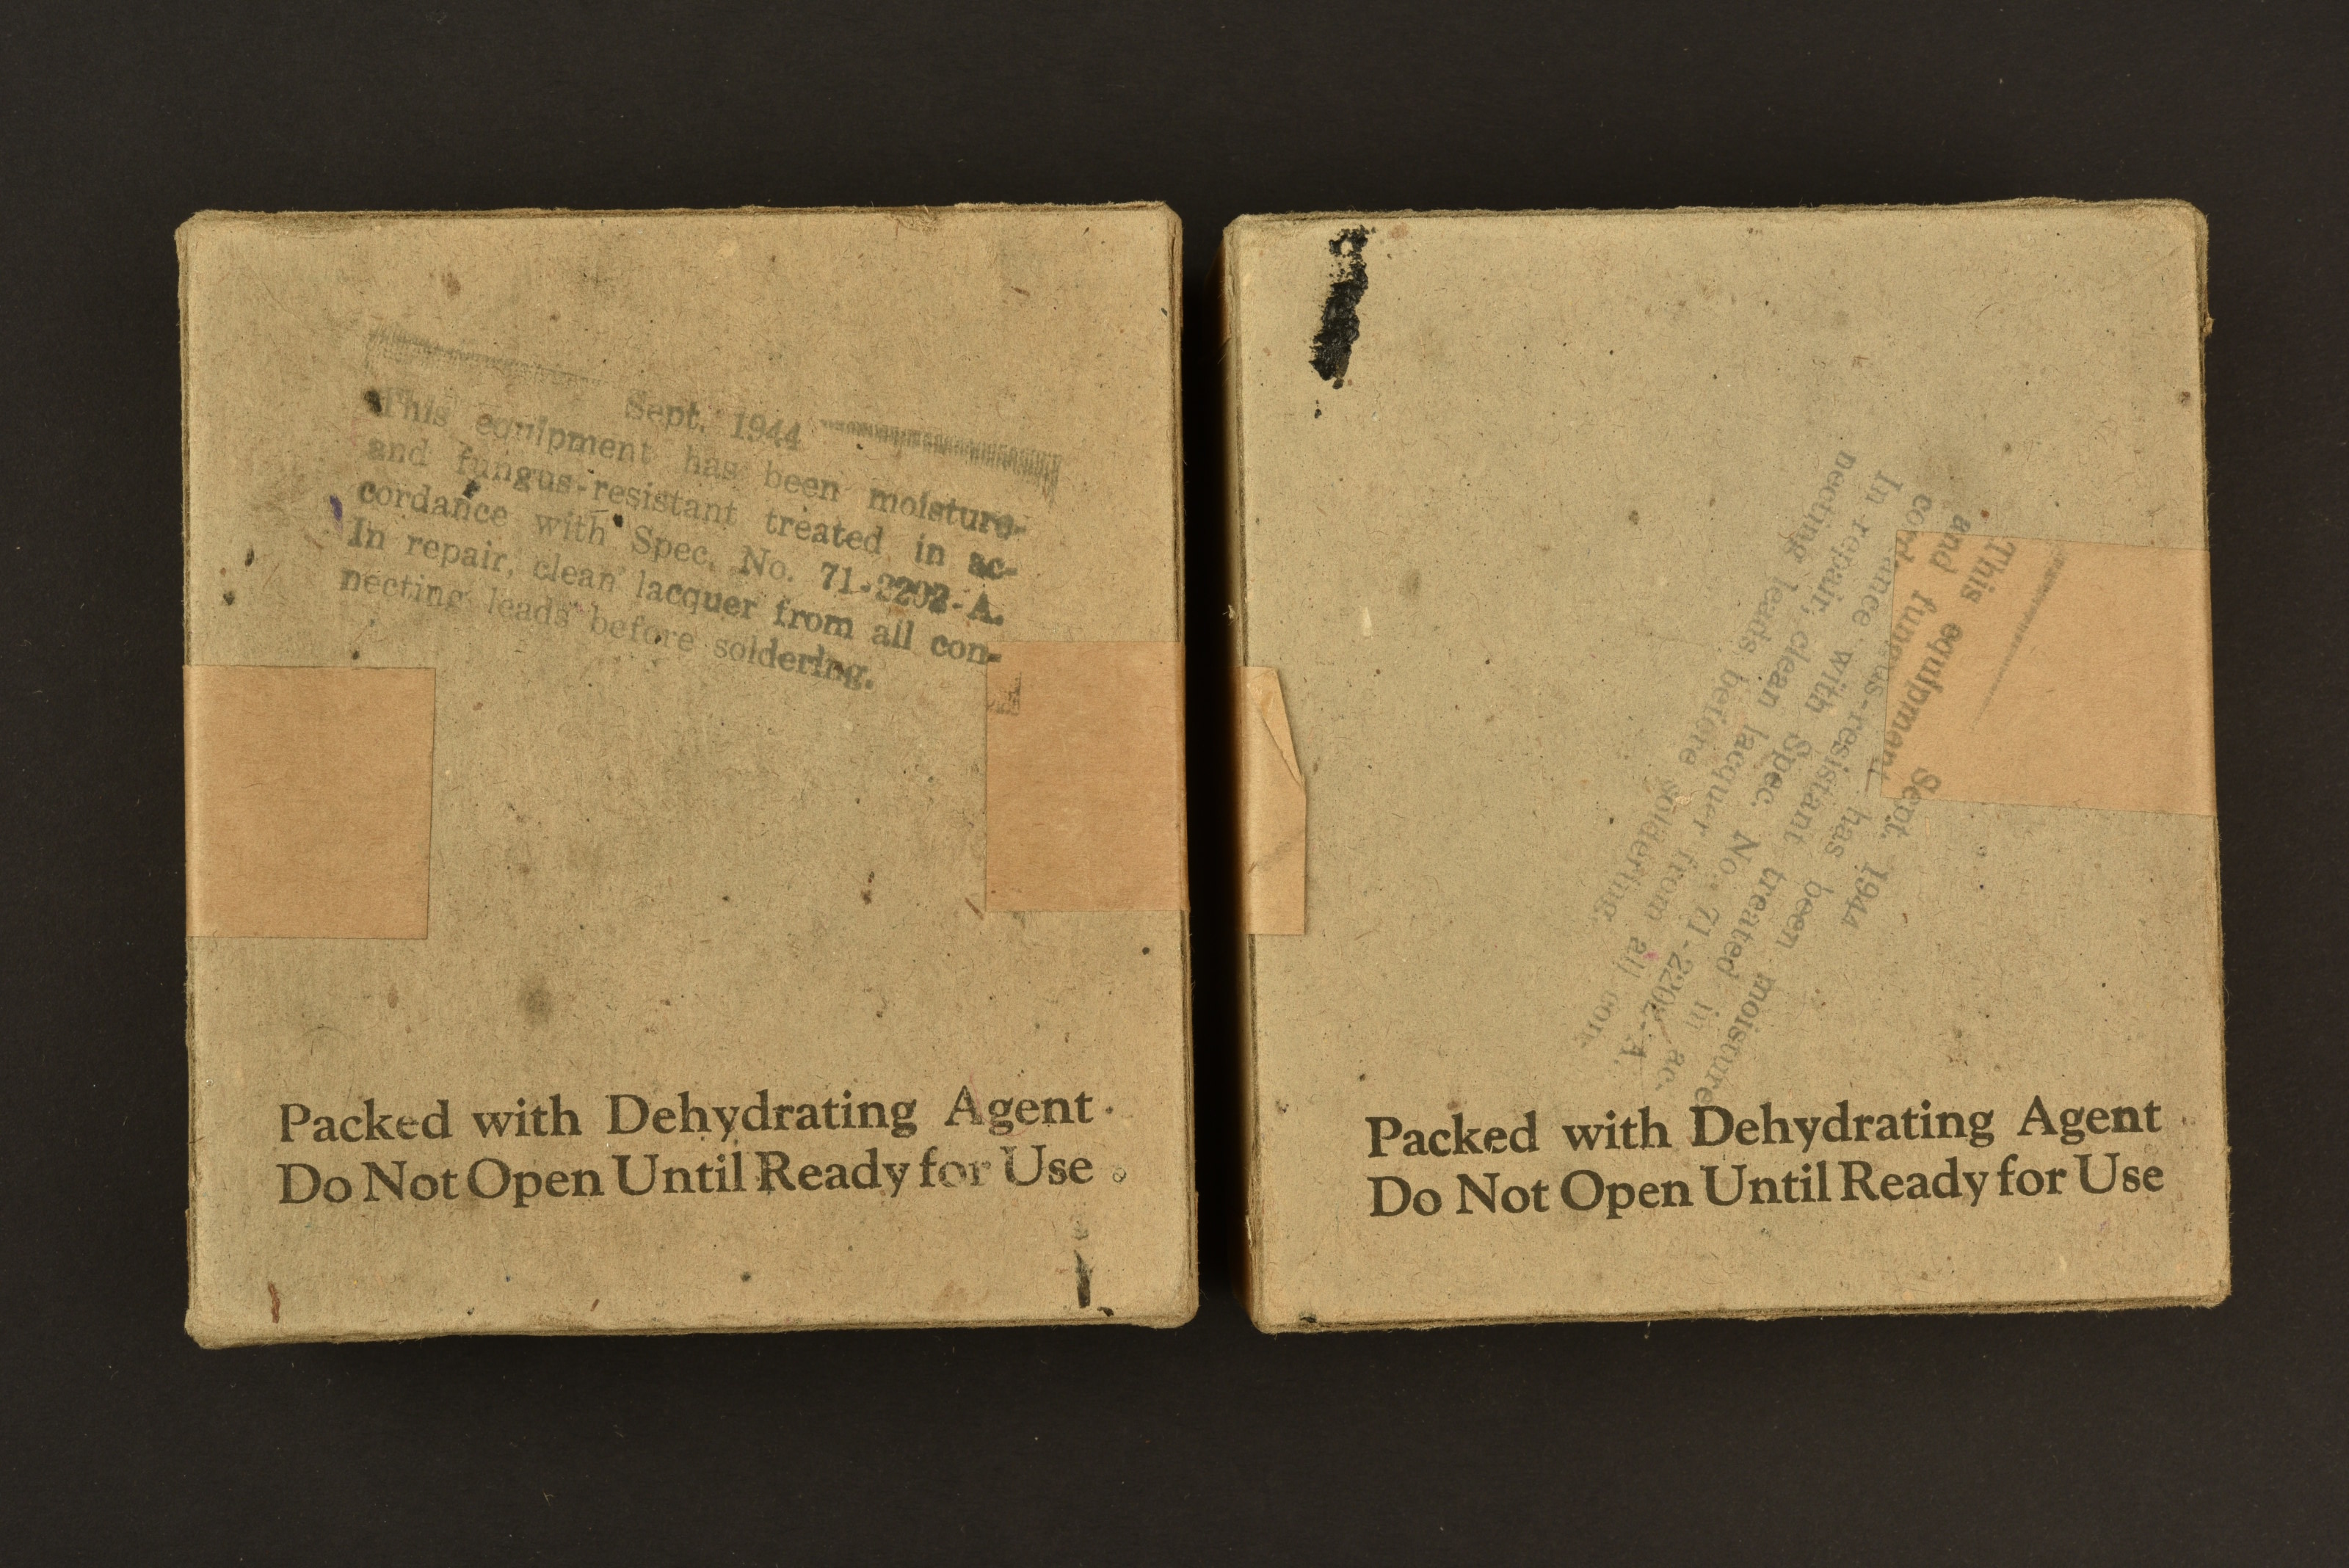 Sept. 1944
This equipment has been moisture-
and fungus-resistant treated in ac-
cordance with Spec. No. 71-2202-A.
In repair, clean lacquer from all con-
necting leads before soldering.
Packed with Dehydrating Agent
Do Not Open Until Ready for Use
Sept. 1944
This equipment has been moisture-
and fungus-resistant treated in ac-
cordance with Spec. No. 71-2202-A.
In repair, clean lacquer from all con-
necting leads before soldering.
Packed with Dehydrating Agent
Do Not Open Until Ready for Use